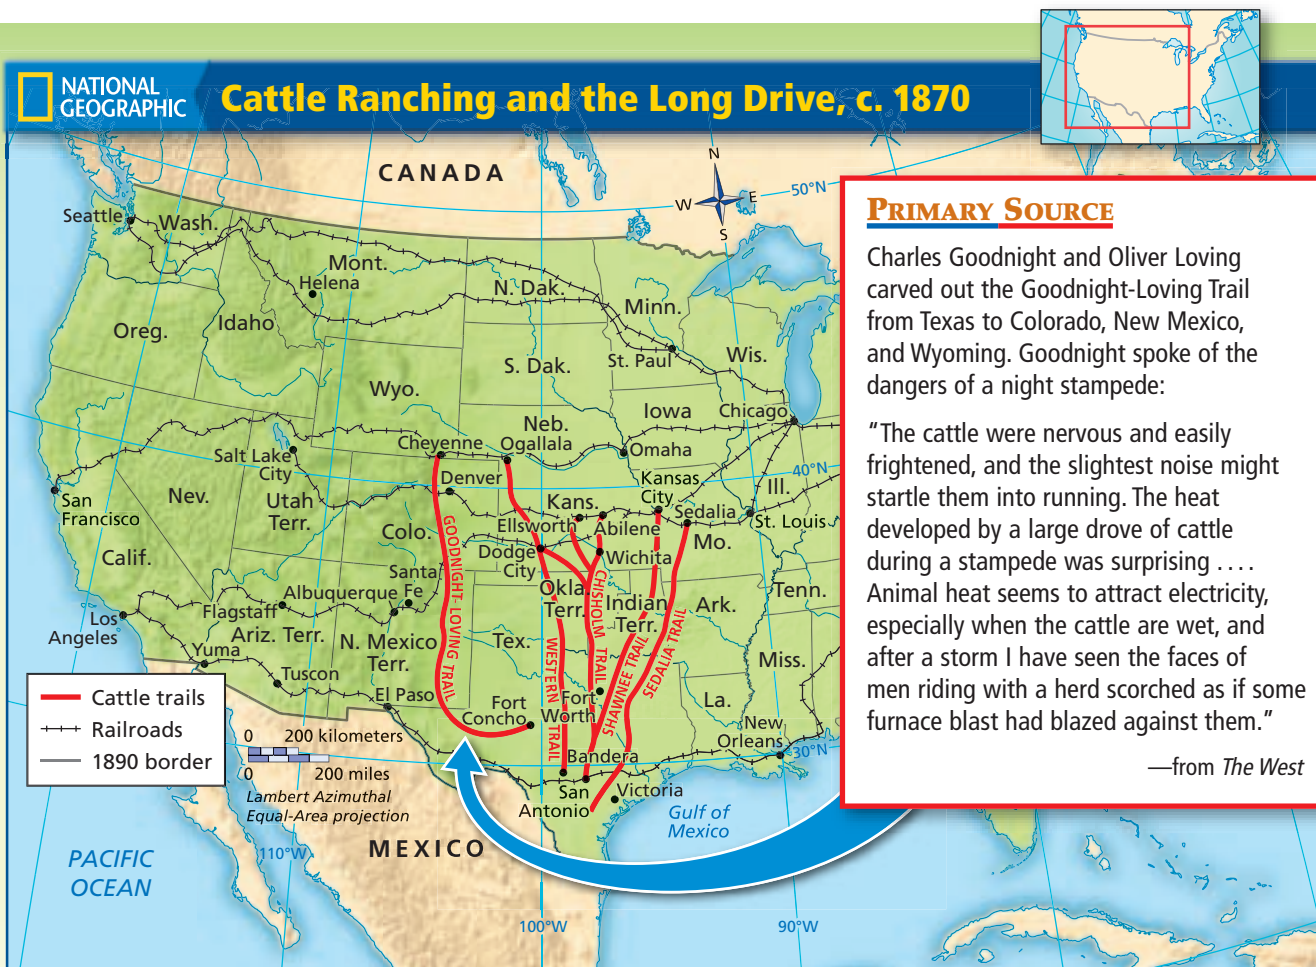 NATIONAL
GEOGRAPHIC
Cattle Ranching and the Long Drive, c. 1870
CANADA
N
W
E
S
50°N
Seattle
Wash.
Mont.
Helena
N. Dak.
Minn.
Oreg.
Idaho
St. Paul
Wis.
S. Dak.
Wyo.
Iowa
Chicago
Neb.
Cheyenne
Ogallala
Omaha
Salt Lake
City
Denver
40°N
Kansas
City
Ill.
San
Francisco
Nev.
Utah
Terr.
Kans.
Sedalia
Ellsworth
Abilene
St. Louis
Colo.
Mo.
Calif.
Dodge
City
Wichita
Santa
Fe
Albuquerque
Okla.
Terr.
Indian
Terr.
Ark.
Tenn.
Flagstaff
Los
Angeles
Ariz. Terr.
N. Mexico
Terr.
Tex.
Yuma
Miss.
Tuscon
El Paso
Fort
Concho
Fort
Worth
La.
New
Orleans
30°N
Bandera
San
Antonio
Victoria
GOODNIGHT-LOVING TRAIL
WESTERN TRAIL
CHISHOLM TRAIL
SHAWNEE TRAIL
SEDALIA TRAIL
Gulf of
Mexico
MEXICO
PACIFIC
OCEAN
110°W
100°W
90°W
Cattle trails
Railroads
1890 border
0 200 kilometers
0 200 miles
Lambert Azimuthal
Equal-Area projection
PRIMARY SOURCE
Charles Goodnight and Oliver Loving
carved out the Goodnight-Loving Trail
from Texas to Colorado, New Mexico,
and Wyoming. Goodnight spoke of the
dangers of a night stampede:
“The cattle were nervous and easily
frightened, and the slightest noise might
startle them into running. The heat
developed by a large drove of cattle
during a stampede was surprising . . . .
Animal heat seems to attract electricity,
especially when the cattle are wet, and
after a storm I have seen the faces of
men riding with a herd scorched as if some
furnace blast had blazed against them.”
—from The West